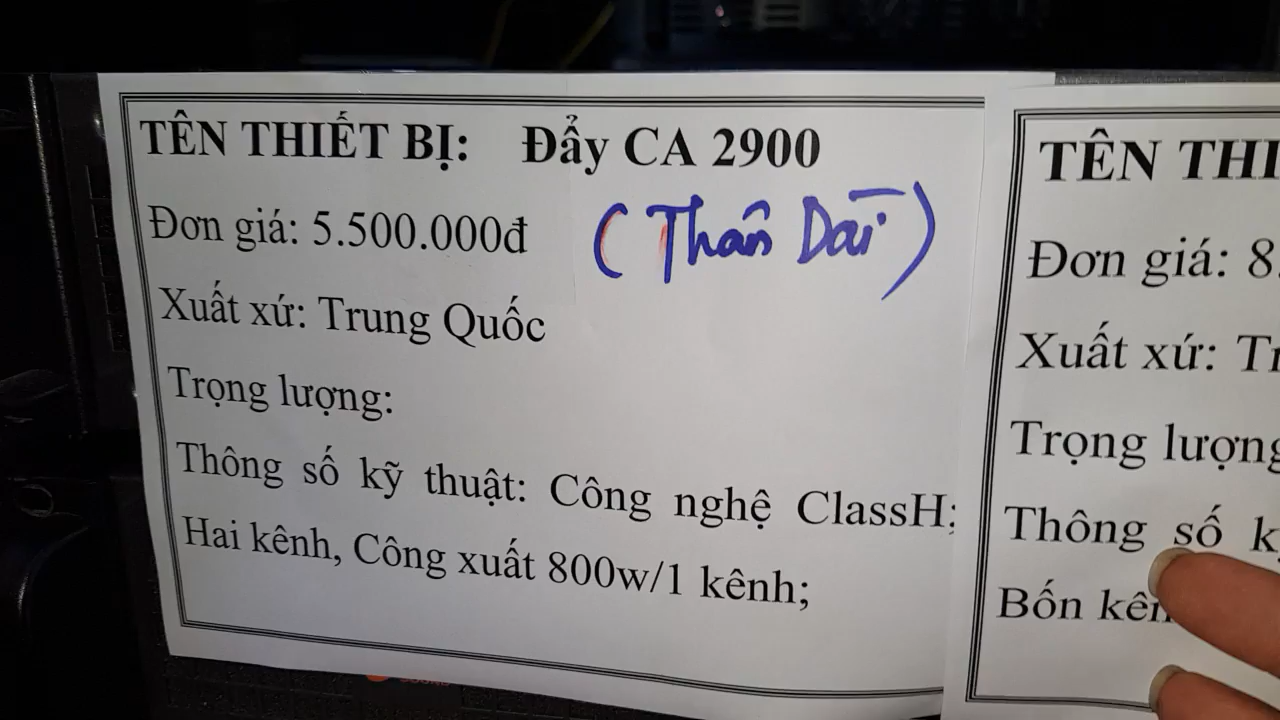 TÊN THIẾT BỊ: Đẩy CA 2900
Đơn giá: 5.500.000đ (Thân Dài)
Xuất xứ: Trung Quốc
Trọng lượng:
Thông số kỹ thuật: Công nghệ ClassH;
Hai kênh, Công xuất 800w/1 kênh;
TÊN THI
Đơn giá: 8.
Xuất xứ: Tr
Trọng lượng
Thông số k
Bốn kên